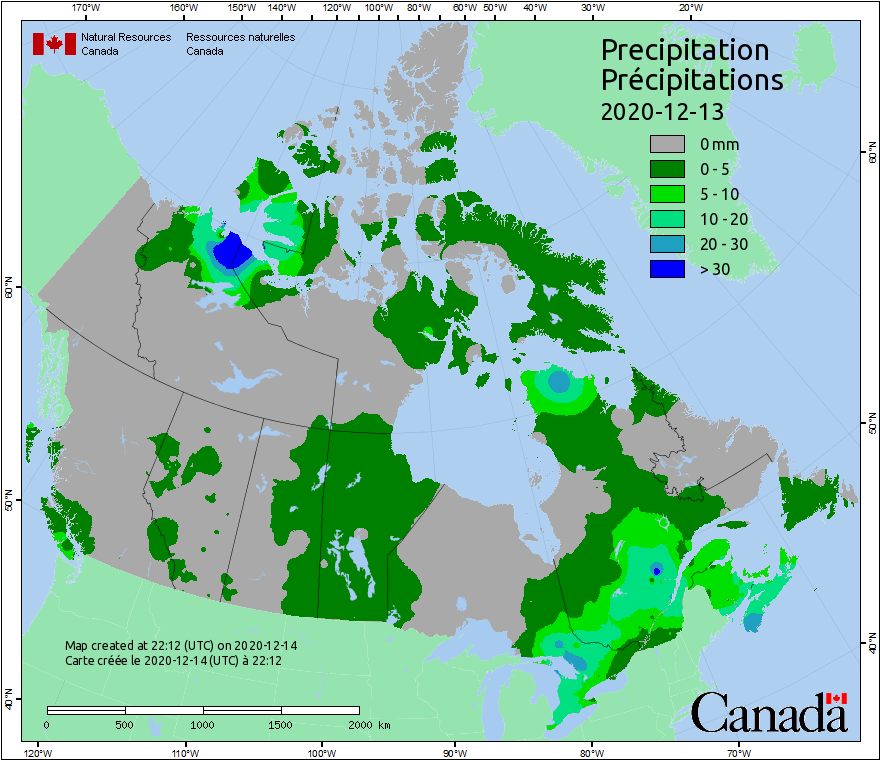 170°W 160°W 150°W 140°W 120°W 100°W 80°W 60°W 50°W 40°W 30°W 20°W
Natural Resources Ressources naturelles
Canada Canada
Precipitation
Précipitations
2020-12-13
0 mm
0 - 5
5 - 10
10 - 20
20 - 30
> 30
60°N 60°N
50°N 50°N
40°N 40°N
Map created at 22:12 (UTC) on 2020-12-14
Carte créée le 2020-12-14 (UTC) à 22:12
0 500 1000 1500 2000 km
Canada
120°W 110°W 100°W 90°W 80°W 70°W